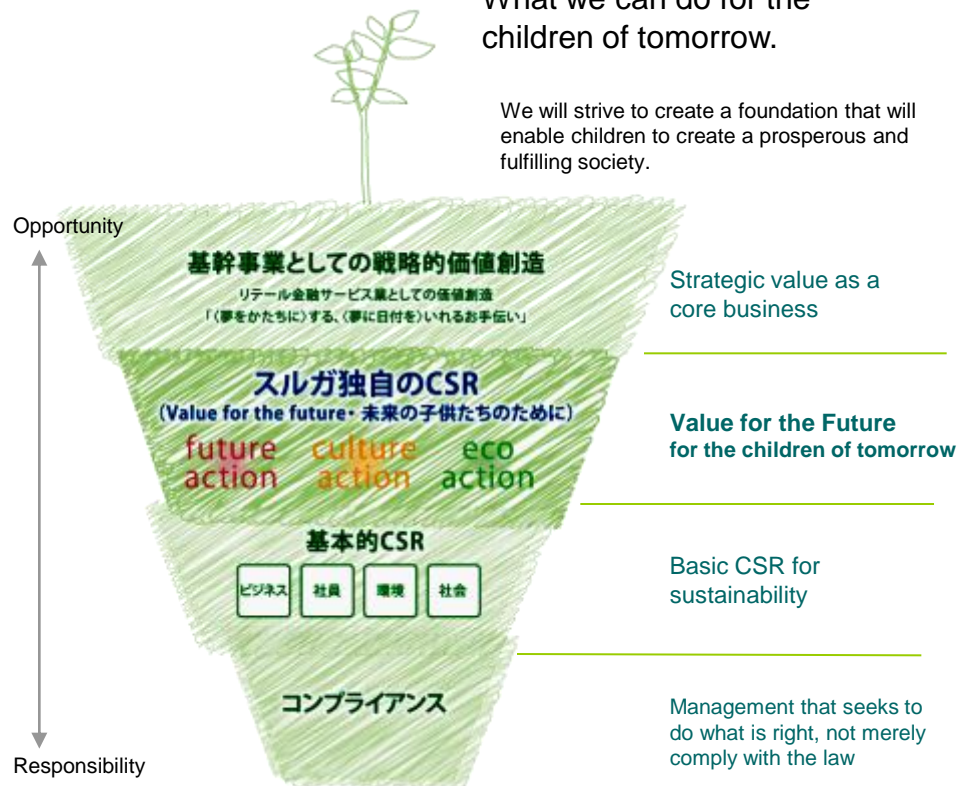 What we can do for the
children of tomorrow.
We will strive to create a foundation that will
enable children to create a prosperous and
fulfilling society.
Opportunity
基幹事業としての戦略的価値創造
リテール金融サービス業としての価値創造
「〈夢をかたちに〉する、〈夢に日付を〉いれるお手伝い」
Strategic value as a
core business
スルガ独自のCSR
(Value for the future・未来の子供たちのために)
future
action
culture
action
eco
action
Value for the Future
for the children of tomorrow
基本的CSR
ビジネス
社員
環境
社会
Basic CSR for
sustainability
コンプライアンス
Management that seeks to
do what is right, not merely
comply with the law
Responsibility